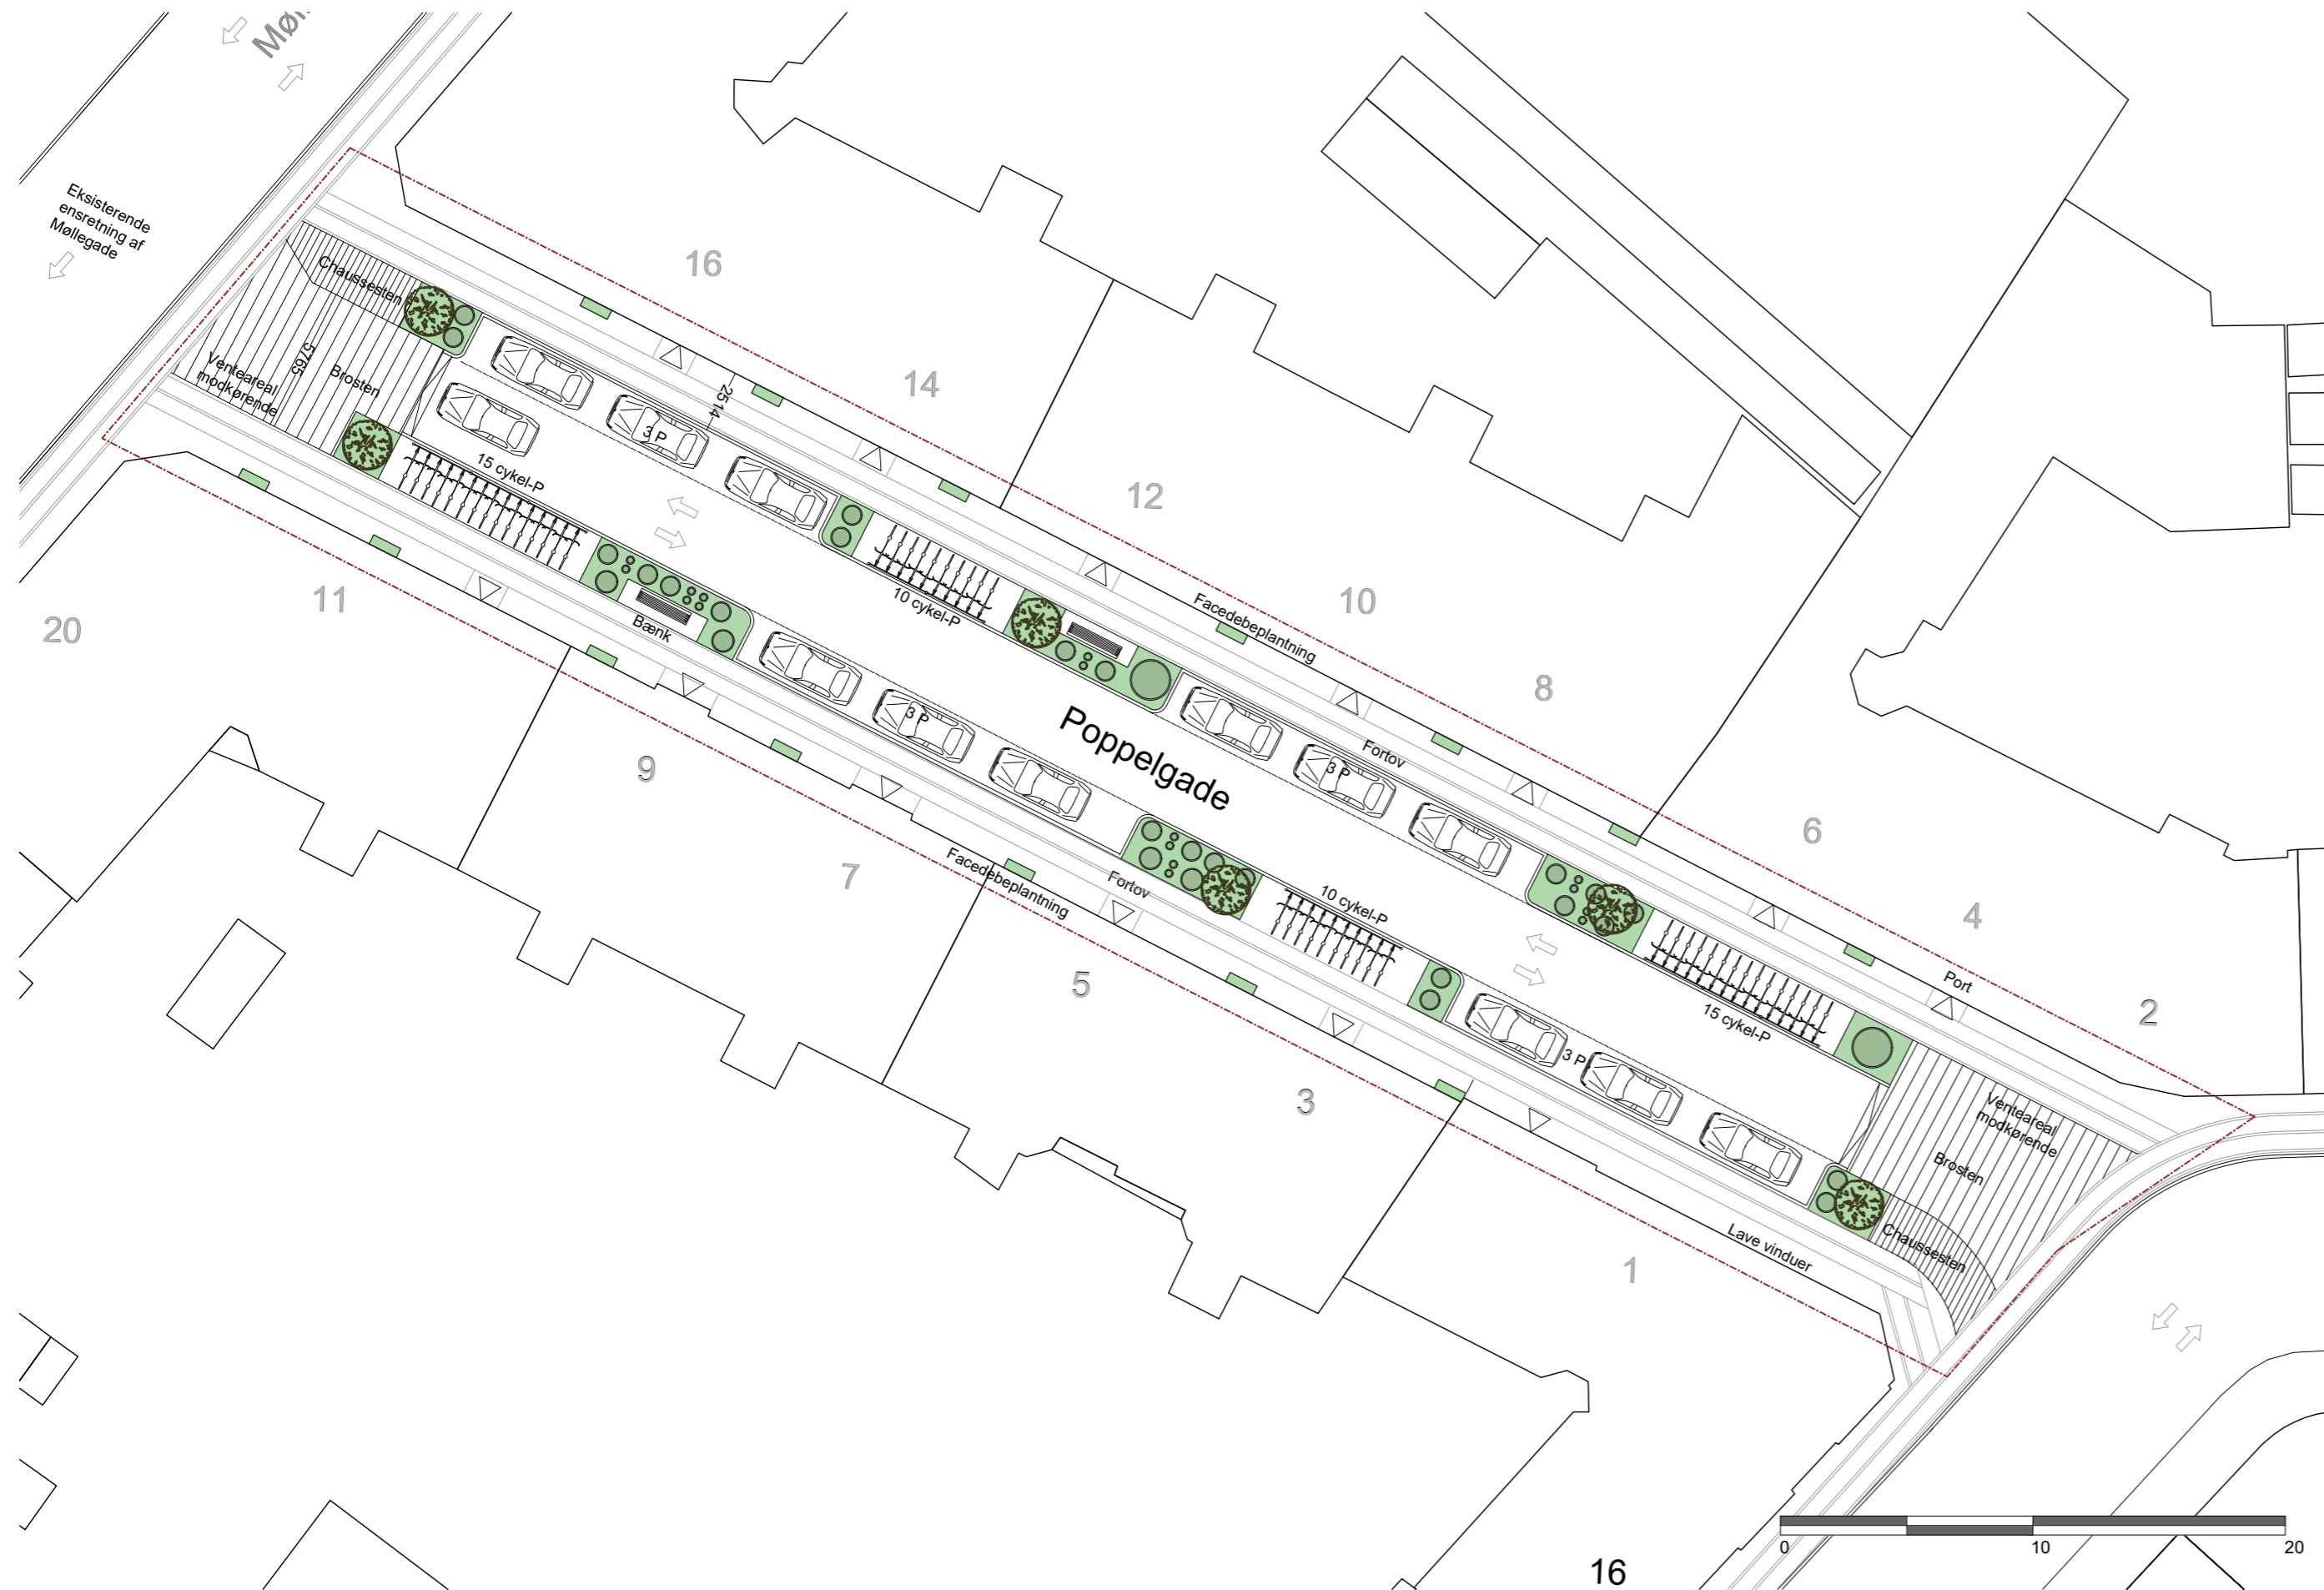 Møl
Eksisterende
ensretning af
Møllegade
16
14
12
10
8
6
4
2
Chaussesten
5765
Venteareal
modkørende
Brosten
2514
3 P
15 cykel-P
10 cykel-P
Facedebeplantning
Bænk
3 P
Poppelgade
Fortov
3 P
20
11
9
7
5
3
1
Facedebeplantning
Fortov
10 cykel-P
15 cykel-P
Port
3 P
Venteareal
modkørende
Brosten
Chaussesten
Lave vinduer
0
10
20
16